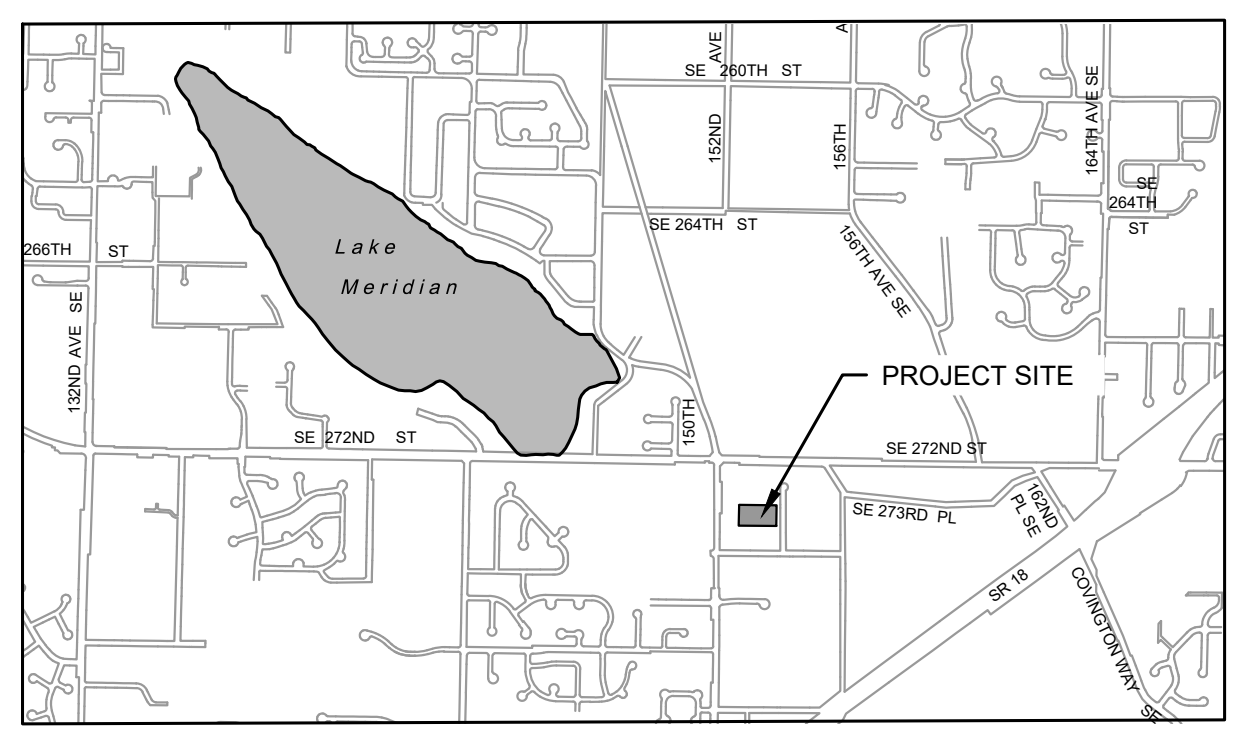 AVE
A
SE 260TH ST
152ND
156TH
164TH AVE SE
SE
264TH
ST
SE 264TH ST
266TH ST
Lake
Meridian
156TH AVE SE
132ND AVE SE
PROJECT SITE
150TH
SE 272ND ST
SE 272ND ST
SE 273RD PL
162ND
PL SE
SR 18
COVINGTON WAY SE